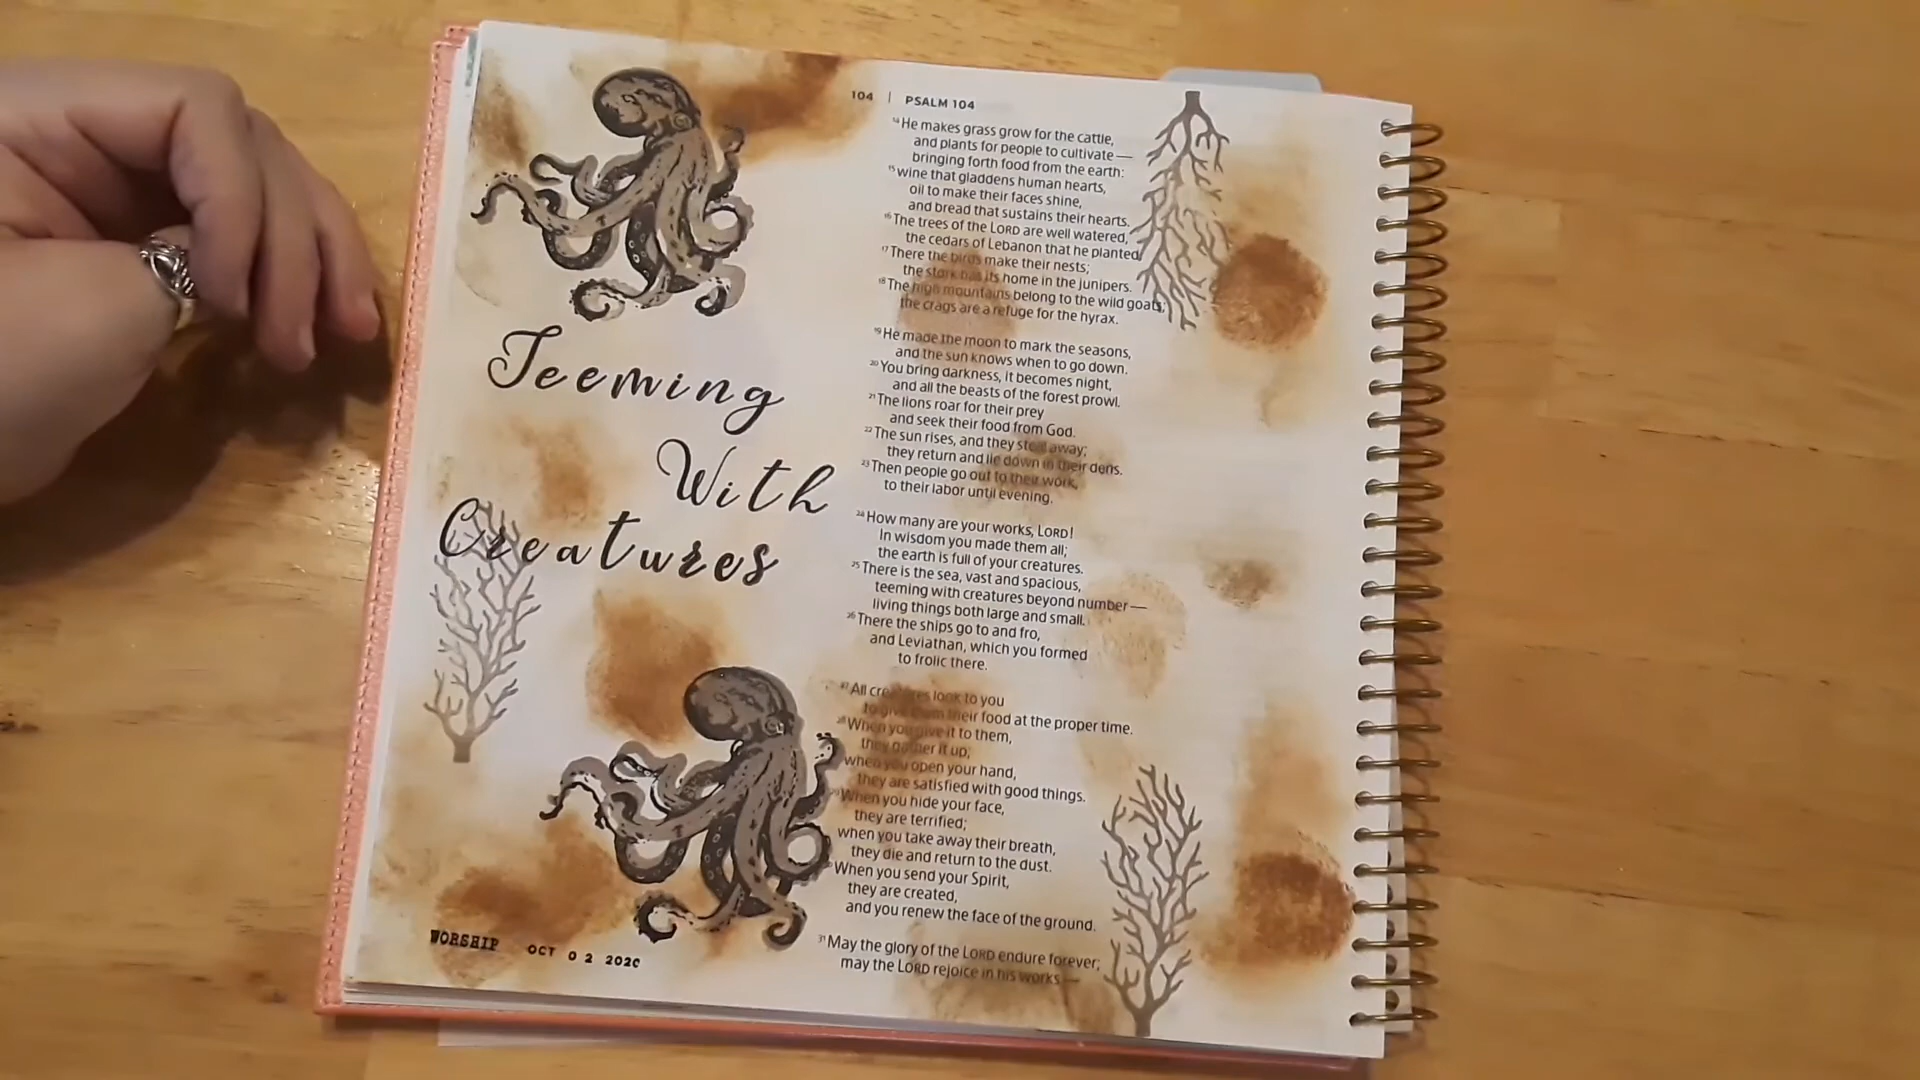 104 | PSALM 104
14 He makes grass grow for the cattle,
and plants for people to cultivate —
bringing forth food from the earth:
15 wine that gladdens human hearts,
oil to make their faces shine,
and bread that sustains their hearts.
16 The trees of the LORD are well watered,
the cedars of Lebanon that he planted.
17 There the birds make their nests;
the stork has its home in the junipers.
18 The high mountains belong to the wild goats;
the crags are a refuge for the hyrax.
19 He made the moon to mark the seasons,
and the sun knows when to go down.
20 You bring darkness, it becomes night,
and all the beasts of the forest prowl.
21 The lions roar for their prey
and seek their food from God.
22 The sun rises, and they steal away;
they return and lie down in their dens.
23 Then people go out to their work,
to their labor until evening.
24 How many are your works, LORD!
In wisdom you made them all;
the earth is full of your creatures.
25 There is the sea, vast and spacious,
teeming with creatures beyond number —
living things both large and small.
26 There the ships go to and fro,
and Leviathan, which you formed
to frolic there.
27 All creatures look to you
to give them their food at the proper time.
28 When you give it to them,
they gather it up;
when you open your hand,
they are satisfied with good things.
29 When you hide your face,
they are terrified;
when you take away their breath,
they die and return to the dust.
30 When you send your Spirit,
they are created,
and you renew the face of the ground.
31 May the glory of the LORD endure forever;
may the LORD rejoice in his works —
Teeming
With
Creatures
WORSHIP OCT 02 2020